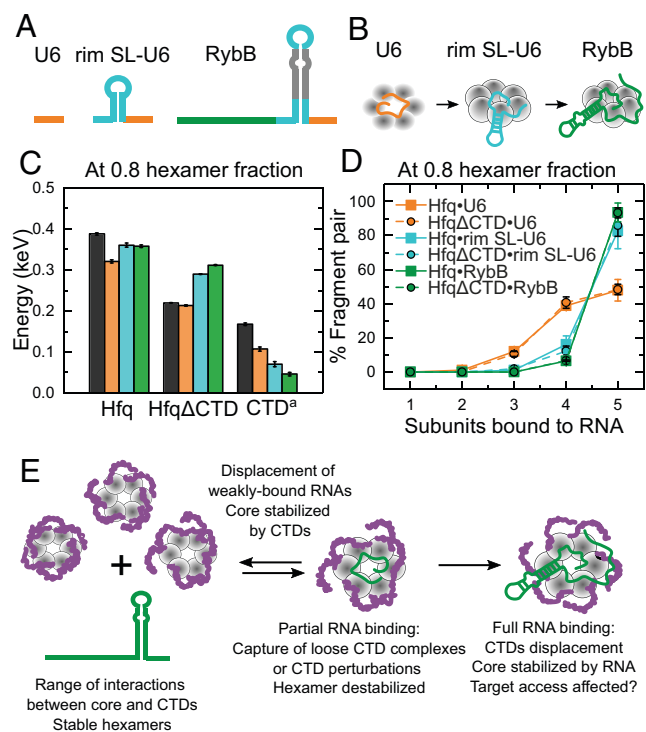 A
U6 rim SL-U6 RybB
B
U6 rim SL-U6 RybB
C
At 0.8 hexamer fraction
Energy (keV)
0.4
0.3
0.2
0.1
0.0
Hfq HfqΔCTD CTDᵃ
D
At 0.8 hexamer fraction
% Fragment pair
100
80
60
40
20
0
Hfq•U6
HfqΔCTD•U6
Hfq•rim SL-U6
HfqΔCTD•rim SL-U6
Hfq•RybB
HfqΔCTD•RybB
1 2 3 4 5
Subunits bound to RNA
E
Displacement of
weakly-bound RNAs
Core stabilized
by CTDs
+
Range of interactions
between core and CTDs
Stable hexamers
Partial RNA binding:
Capture of loose CTD complexes
or CTD perturbations
Hexamer destabilized
Full RNA binding:
CTDs displacement
Core stabilized by RNA
Target access affected?